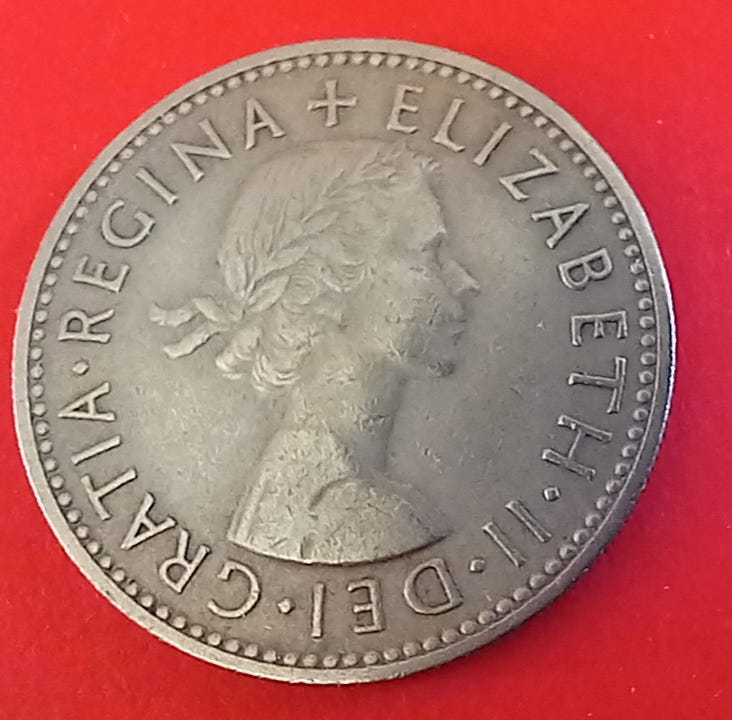 + ELIZABETH · II · DEI · GRATIA · REGINA